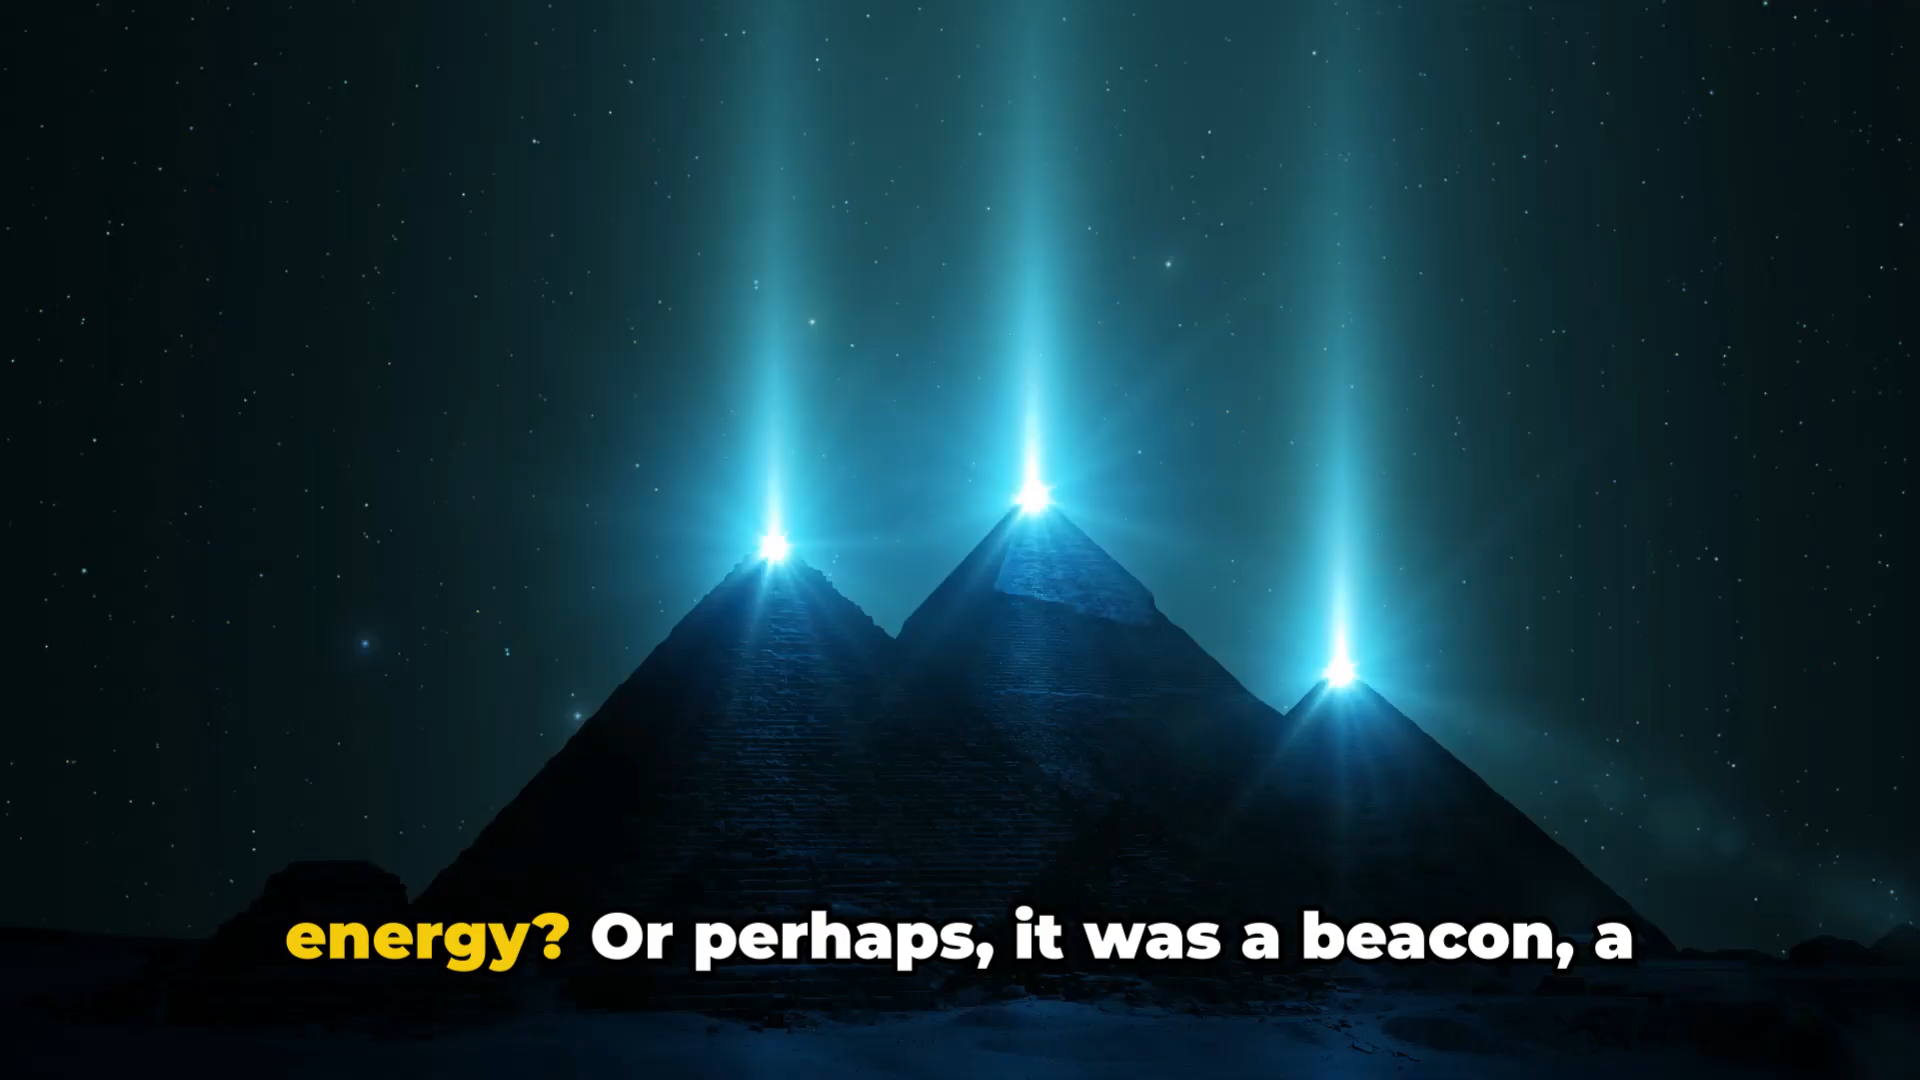 energy? Or perhaps, it was a beacon, a